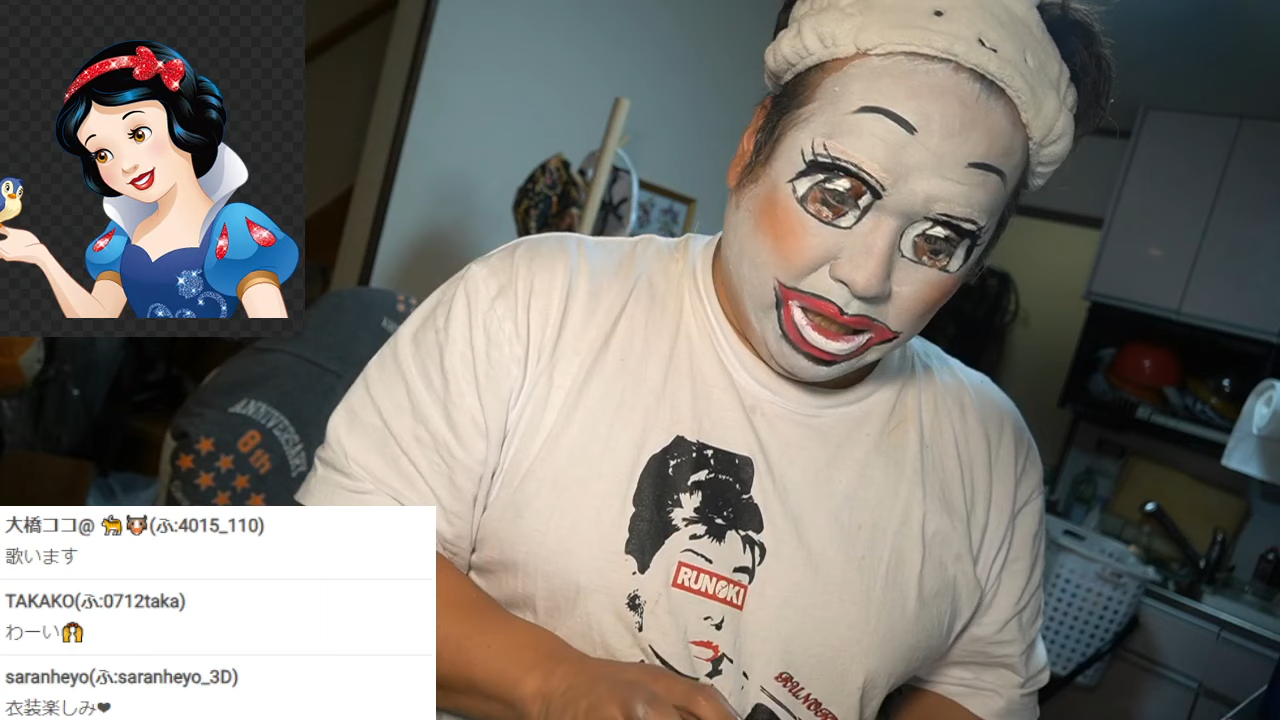 大橋ココ@ 🐅🐮(ふ:4015_110)
歌います
TAKAKO(ふ:0712taka)
わーい🙌
saranheyo(ふ:saranheyo_3D)
衣装楽しみ❤
ANNIVERSARY
8th
RUNOKI